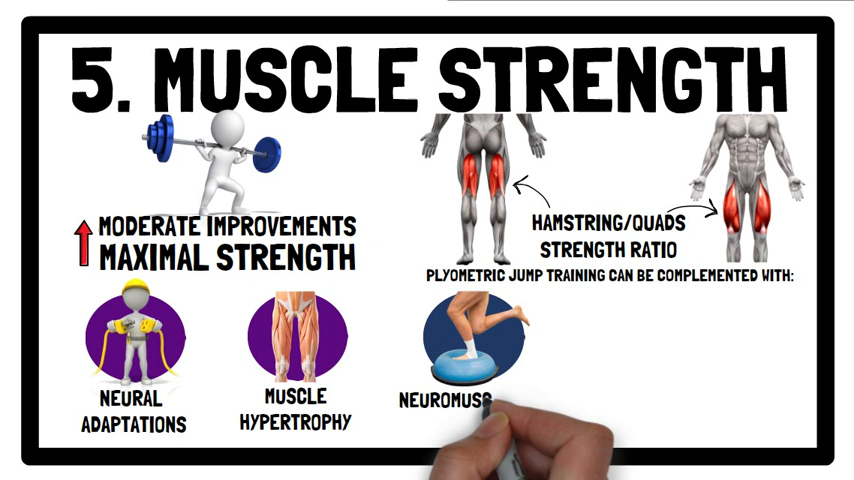 5. MUSCLE STRENGTH
MODERATE IMPROVEMENTS
MAXIMAL STRENGTH
HAMSTRING/QUADS
STRENGTH RATIO
PLYOMETRIC JUMP TRAINING CAN BE COMPLEMENTED WITH:
NEURAL
ADAPTATIONS
MUSCLE
HYPERTROPHY
NEUROMUSC